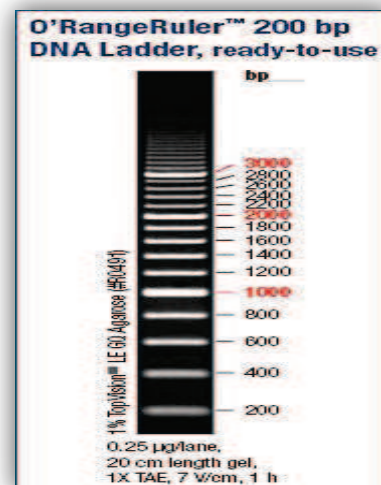 O'RangeRuler™ 200 bp
DNA Ladder, ready-to-use
bp
3000
2800
2600
2400
2200
2000
1800
1600
1400
1200
1000
800
600
400
200
1% TopVision™ LE GQ Agarose (#R0491)
0.25 µg/lane,
20 cm length gel,
1X TAE, 7 V/cm, 1 h